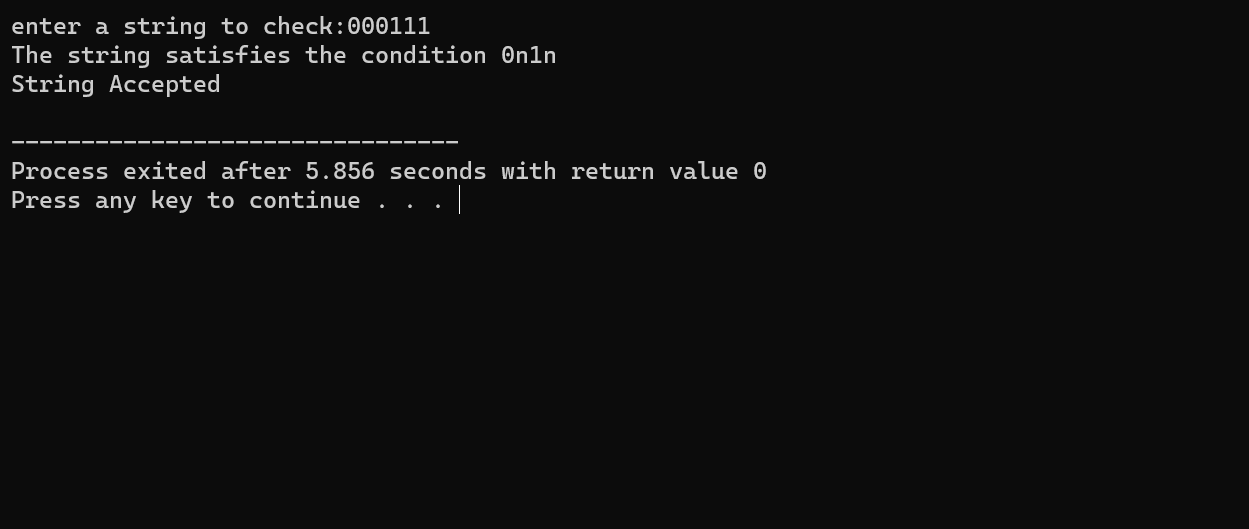 enter a string to check:000111
The string satisfies the condition 0n1n
String Accepted
--------------------------------
Process exited after 5.856 seconds with return value 0
Press any key to continue . . .